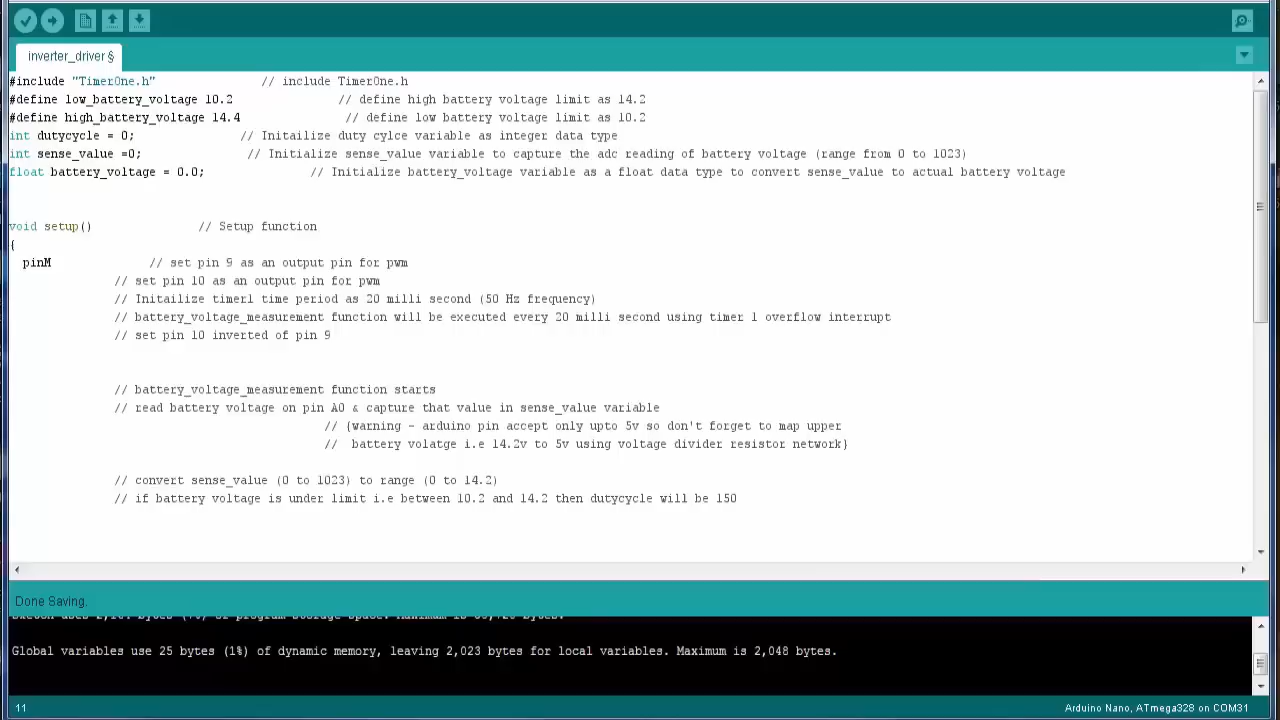 inverter_driver §
#include "TimerOne.h" // include TimerOne.h
#define low_battery_voltage 10.2 // define high battery voltage limit as 14.2
#define high_battery_voltage 14.4 // define low battery voltage limit as 10.2
int dutycycle = 0; // Initailize duty cylce variable as integer data type
int sense_value =0; // Initialize sense_value variable to capture the adc reading of battery voltage (range from 0 to 1023)
float battery_voltage = 0.0; // Initialize battery_voltage variable as a float data type to convert sense_value to actual battery voltage
void setup() // Setup function
{
pinM // set pin 9 as an output pin for pwm
// set pin 10 as an output pin for pwm
// Initailize timer1 time period as 20 milli second (50 Hz frequency)
// battery_voltage_measurement function will be executed every 20 milli second using timer 1 overflow interrupt
// set pin 10 inverted of pin 9
// battery_voltage_measurement function starts
// read battery voltage on pin A0 & capture that value in sense_value variable
// (warning - arduino pin accept only upto 5v so don't forget to map upper
// battery volatge i.e 14.2v to 5v using voltage divider resistor network}
// convert sense_value (0 to 1023) to range (0 to 14.2)
// if battery voltage is under limit i.e between 10.2 and 14.2 then dutycycle will be 150
Done Saving.
bytes of program storage space. Maximum is bytes.
Global variables use 25 bytes (1%) of dynamic memory, leaving 2,023 bytes for local variables. Maximum is 2,048 bytes.
11 Arduino Nano, ATmega328 on COM31